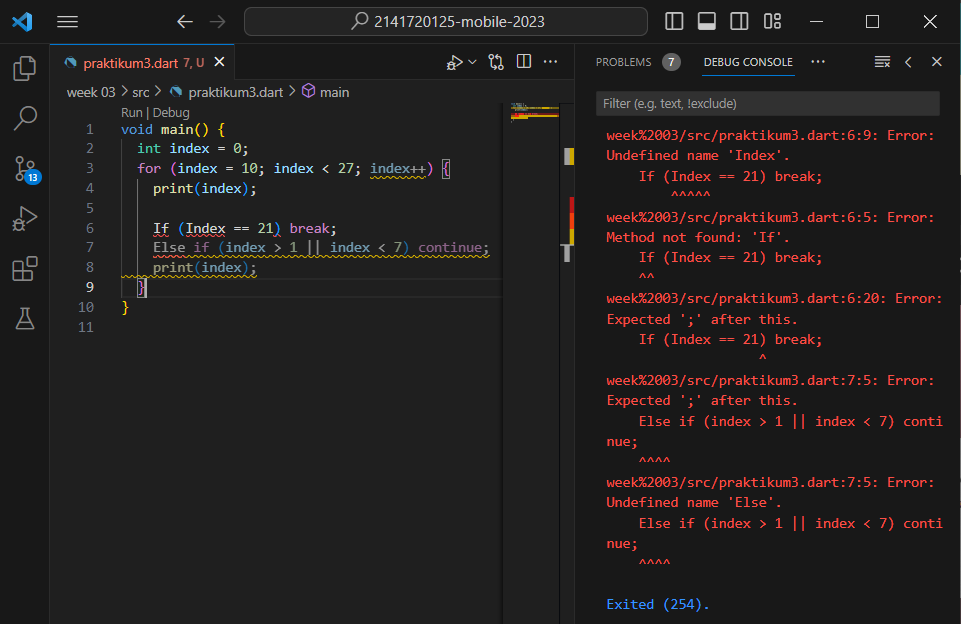 2141720125-mobile-2023
praktikum3.dart 7, U
week 03 > src > praktikum3.dart > main
Run | Debug
1 void main() {
2 int index = 0;
3 for (index = 10; index < 27; index++) {
4 print(index);
5
6 If (Index == 21) break;
7 Else if (index > 1 || index < 7) continue;
8 print(index);
9 }
10 }
11
13
PROBLEMS 7 DEBUG CONSOLE ...
Filter (e.g. text, !exclude)
week%2003/src/praktikum3.dart:6:9: Error:
Undefined name 'Index'.
If (Index == 21) break;
^^^^^
week%2003/src/praktikum3.dart:6:5: Error:
Method not found: 'If'.
If (Index == 21) break;
^^
week%2003/src/praktikum3.dart:6:20: Error:
Expected ';' after this.
If (Index == 21) break;
^
week%2003/src/praktikum3.dart:7:5: Error:
Expected ';' after this.
Else if (index > 1 || index < 7) conti
nue;
^^^^
week%2003/src/praktikum3.dart:7:5: Error:
Undefined name 'Else'.
Else if (index > 1 || index < 7) conti
nue;
^^^^
Exited (254).